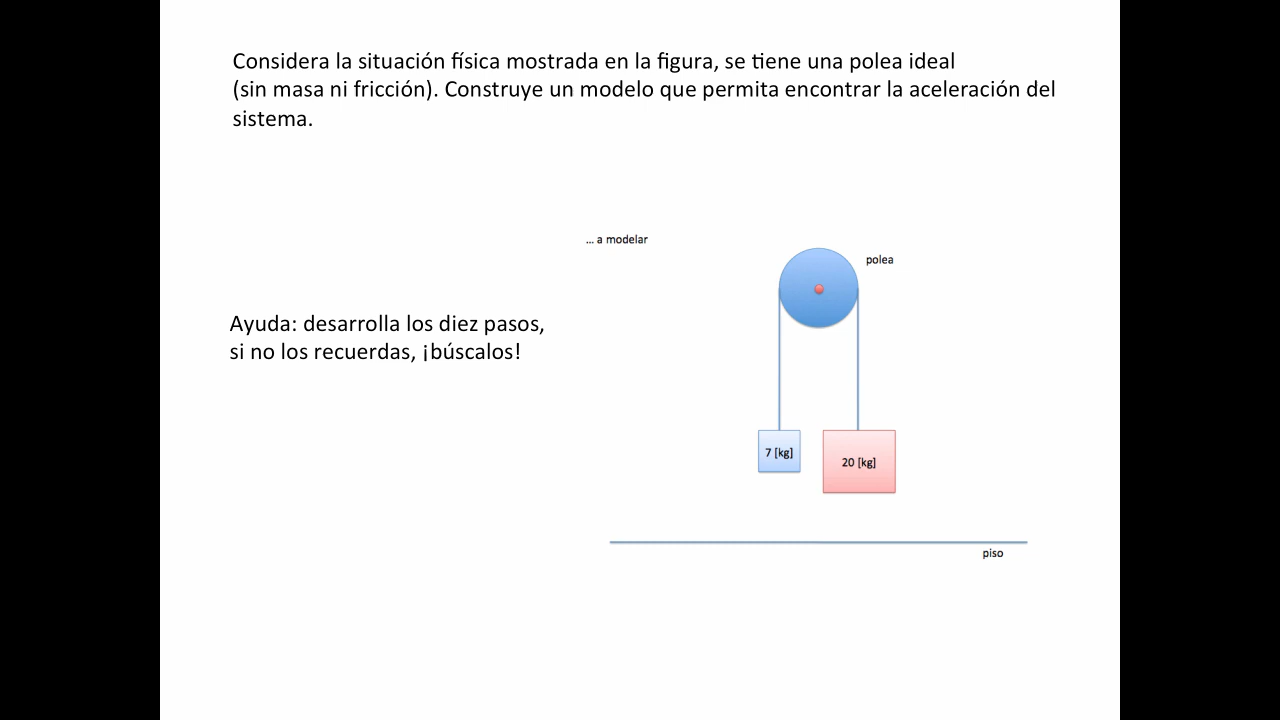 Considera la situación física mostrada en la figura, se tiene una polea ideal
(sin masa ni fricción). Construye un modelo que permita encontrar la aceleración del
sistema.
... a modelar
polea
Ayuda: desarrolla los diez pasos,
si no los recuerdas, ¡búscalos!
7 [kg]
20 [kg]
piso